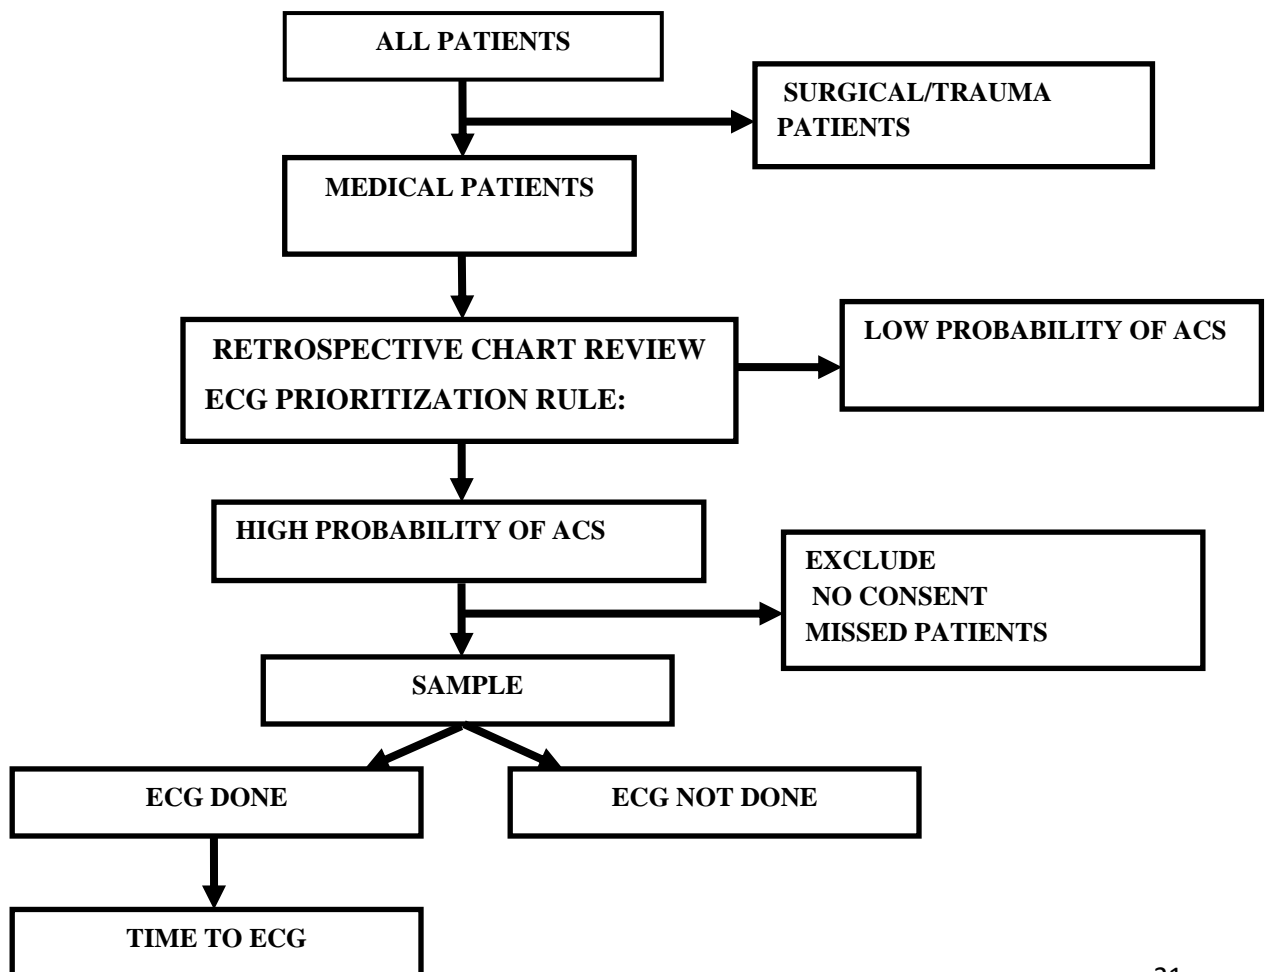 ALL PATIENTS
SURGICAL/TRAUMA
PATIENTS
MEDICAL PATIENTS
RETROSPECTIVE CHART REVIEW
ECG PRIORITIZATION RULE:
LOW PROBABILITY OF ACS
HIGH PROBABILITY OF ACS
EXCLUDE
NO CONSENT
MISSED PATIENTS
SAMPLE
ECG DONE
ECG NOT DONE
TIME TO ECG